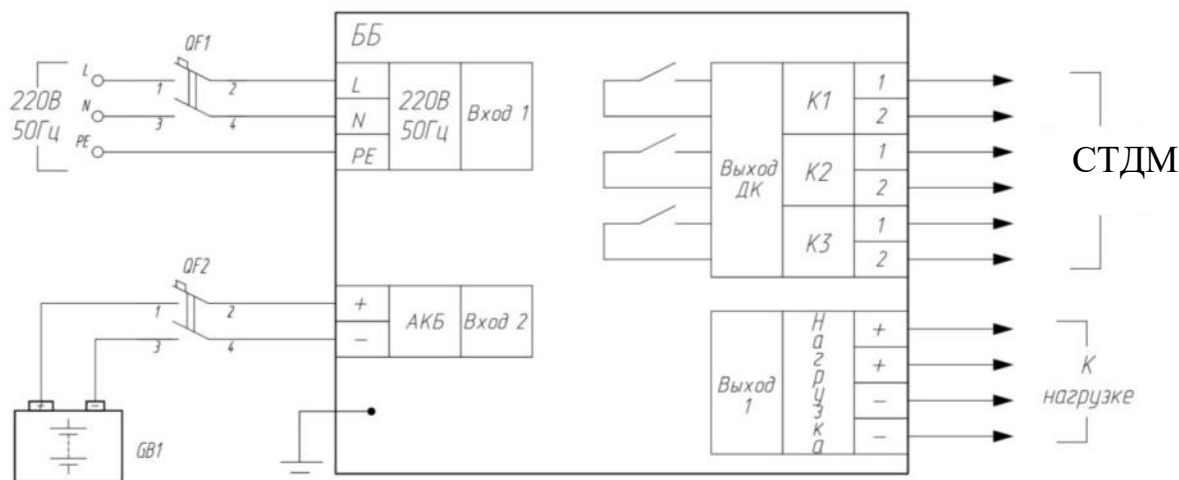 ББ
QF1
L
1
2
L
220В
50Гц
Вход 1
220В
50Гц
N
3
4
N
PE
PE
Выход
ДК
К1
1
2
К2
1
2
К3
1
2
СТДМ
QF2
1
2
+
АКБ
Вход 2
3
4
−
+
−
GB1
Выход
1
Нагрузка
+
+
−
−
К
нагрузке